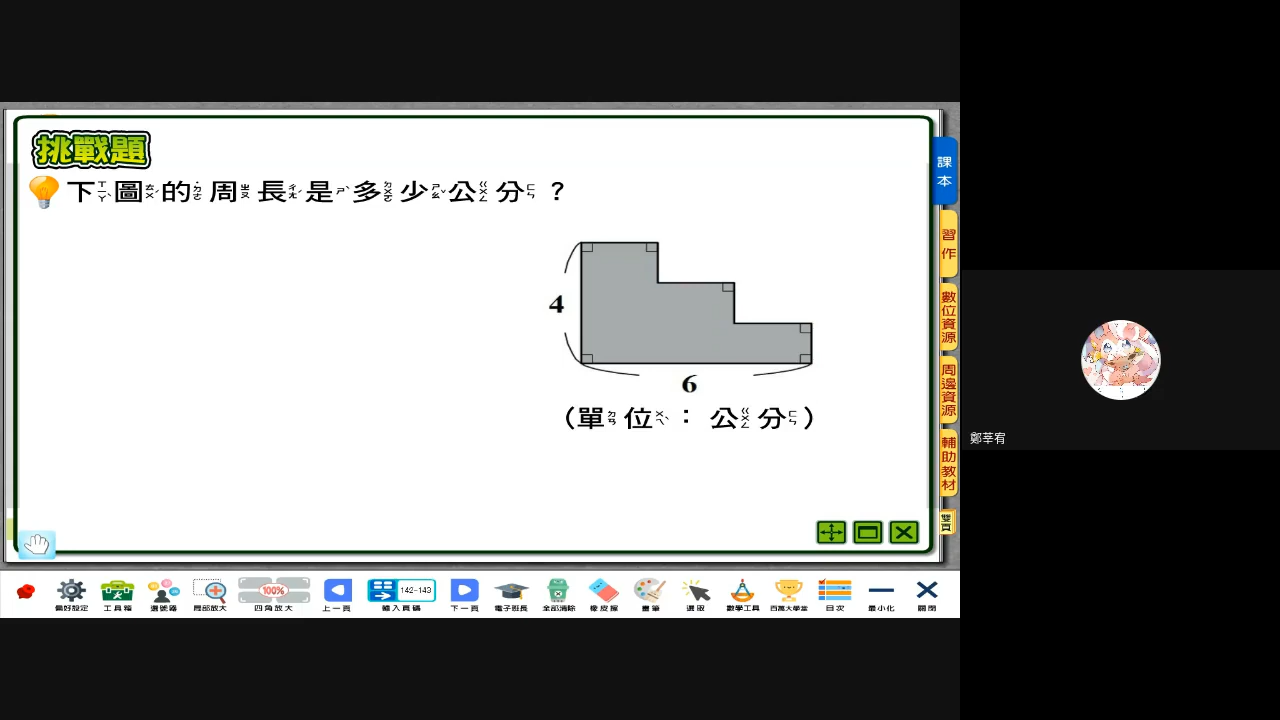 挑戰題
下圖的周長是多少公分？
4
6
（單位：公分）
課本
習作
數位資源
周邊資源
輔助教材
雙頁
鄭莘宥
100%
142-143
偏好設定 工具箱 選號器 局部放大 四角放大 上一頁 輸入頁碼 下一頁 電子班長 全部清除 橡皮擦 畫筆 選取 數學工具 百萬大學堂 目次 最小化 關閉